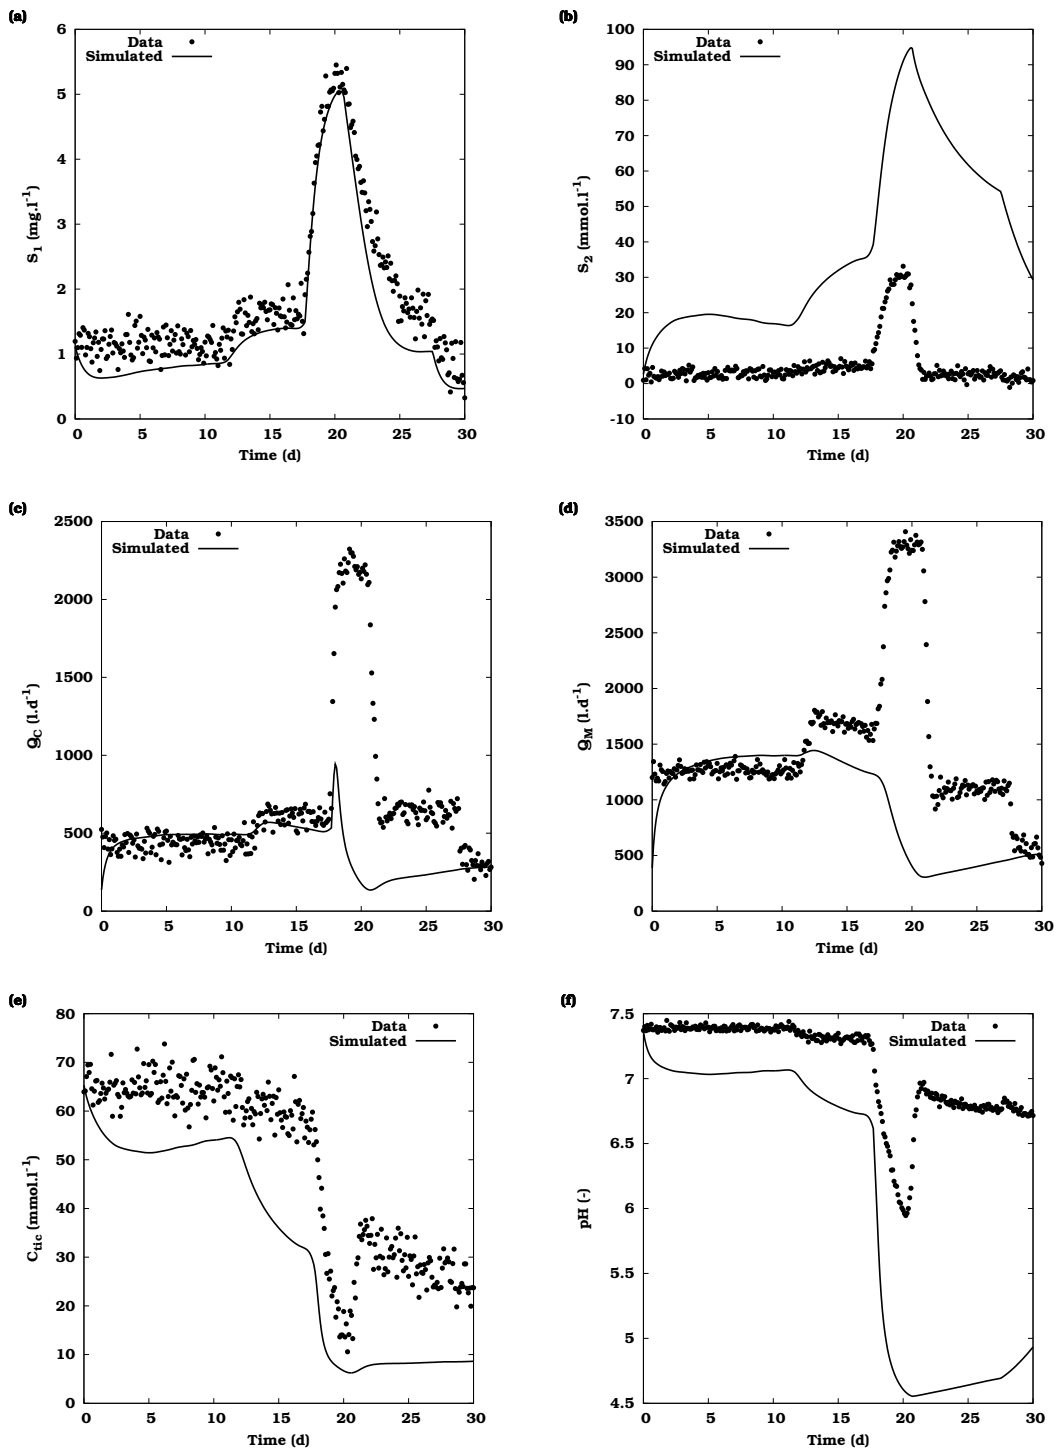 (a)
6
5
4
3
2
1
0
S1 (mg.l-1)
Data
Simulated
0 5 10 15 20 25 30
Time (d)
(b)
100
90
80
70
60
50
40
30
20
10
0
-10
S2 (mmol.l-1)
Data
Simulated
0 5 10 15 20 25 30
Time (d)
(c)
2500
2000
1500
1000
500
0
qC (l.d-1)
Data
Simulated
0 5 10 15 20 25 30
Time (d)
(d)
3500
3000
2500
2000
1500
1000
500
0
qM (l.d-1)
Data
Simulated
0 5 10 15 20 25 30
Time (d)
(e)
80
70
60
50
40
30
20
10
0
Ctic (mmol.l-1)
Data
Simulated
0 5 10 15 20 25 30
Time (d)
(f)
7.5
7
6.5
6
5.5
5
4.5
pH (-)
Data
Simulated
0 5 10 15 20 25 30
Time (d)